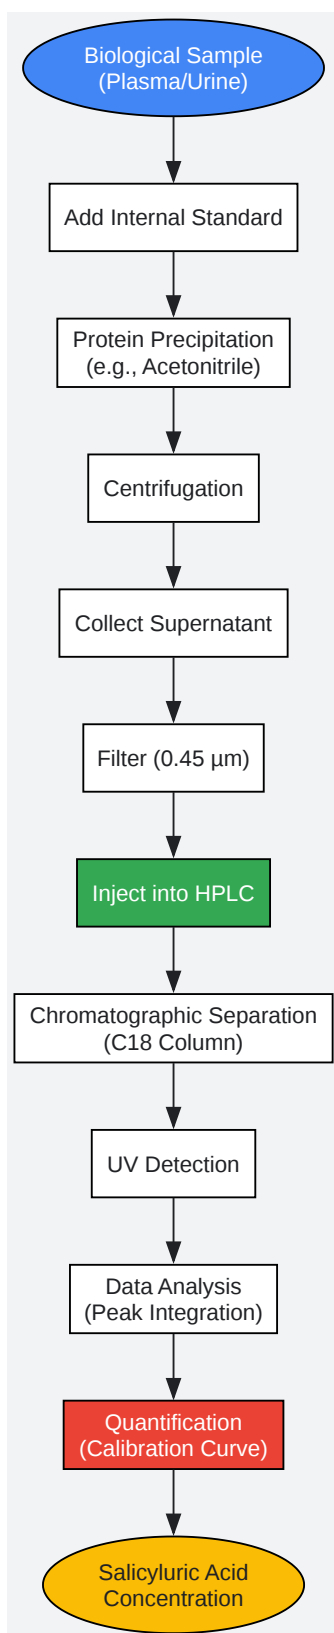 Biological Sample
(Plasma/Urine)
Add Internal Standard
Protein Precipitation
(e.g., Acetonitrile)
Centrifugation
Collect Supernatant
Filter (0.45 µm)
Inject into HPLC
Chromatographic Separation
(C18 Column)
UV Detection
Data Analysis
(Peak Integration)
Quantification
(Calibration Curve)
Salicyluric Acid
Concentration